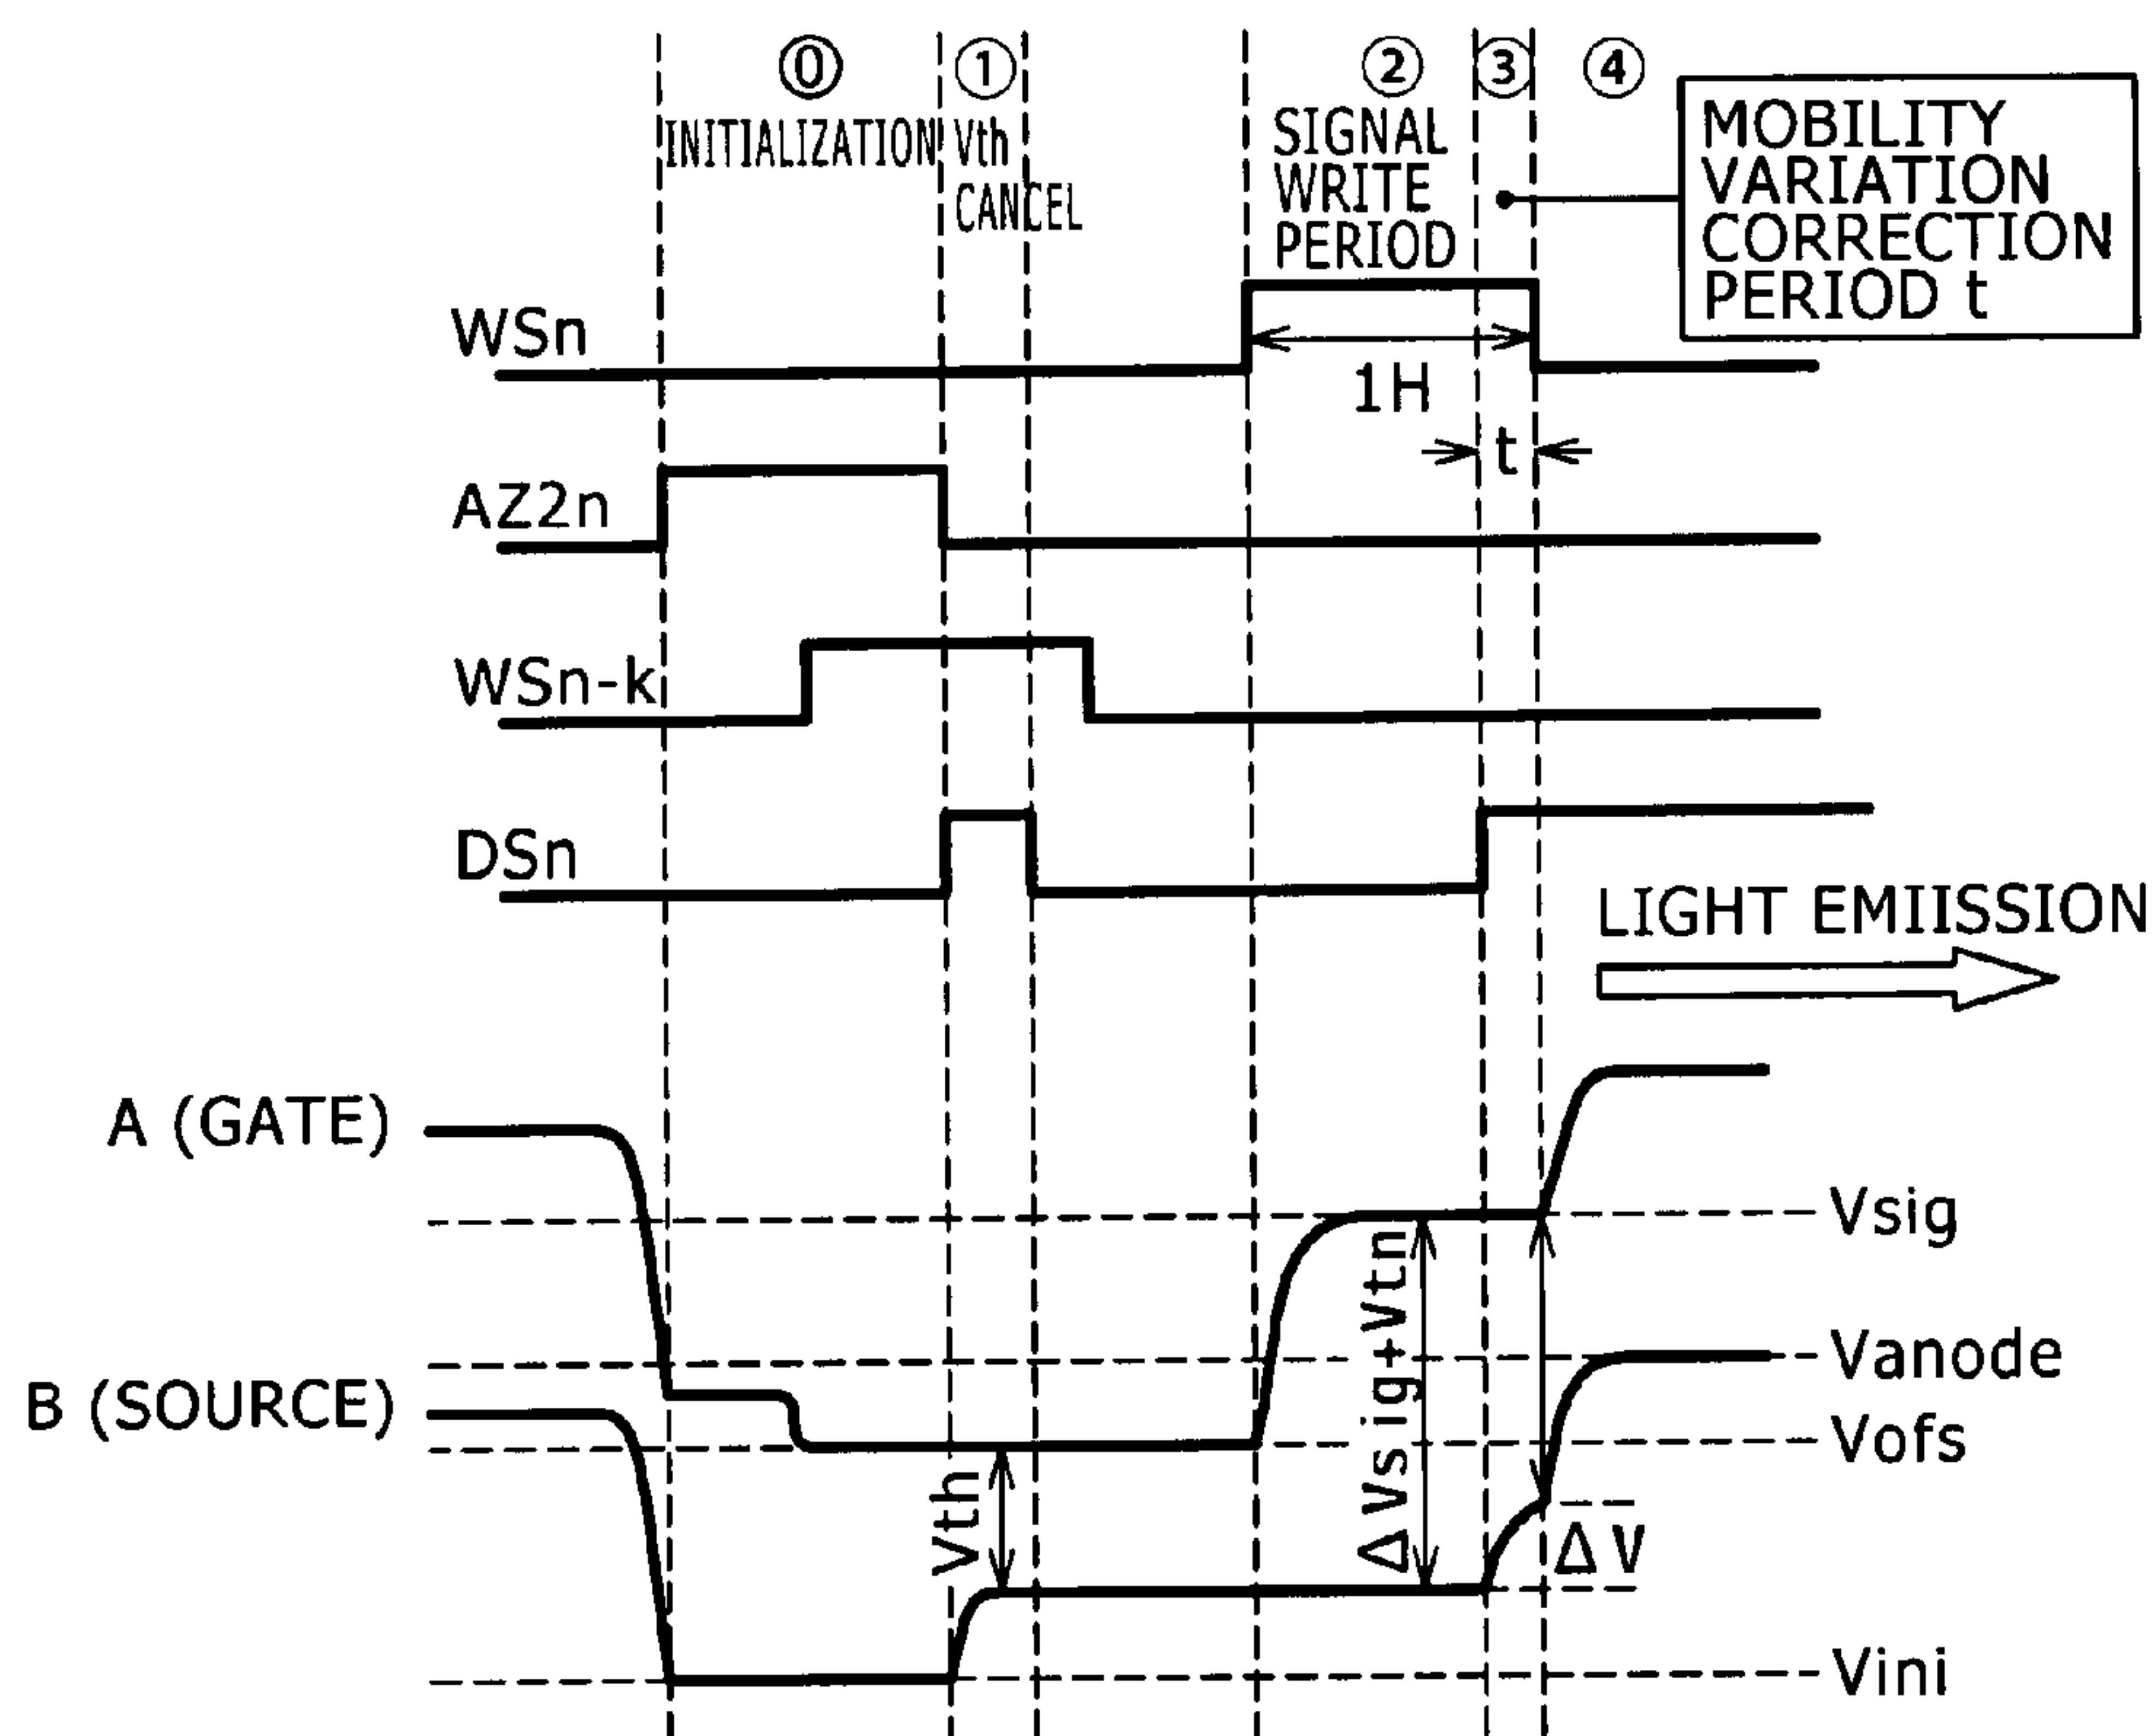 ⓪ ① ② ③ ④
INITIALIZATION
Vth
CANCEL
SIGNAL
WRITE
PERIOD
MOBILITY
VARIATION
CORRECTION
PERIOD t
WSn
1H
t
AZ2n
WSn-k
DSn
LIGHT EMIISSION
A (GATE)
Vsig
ΔVsig+Vtn
Vanode
B (SOURCE)
Vofs
Vth
ΔV
Vini